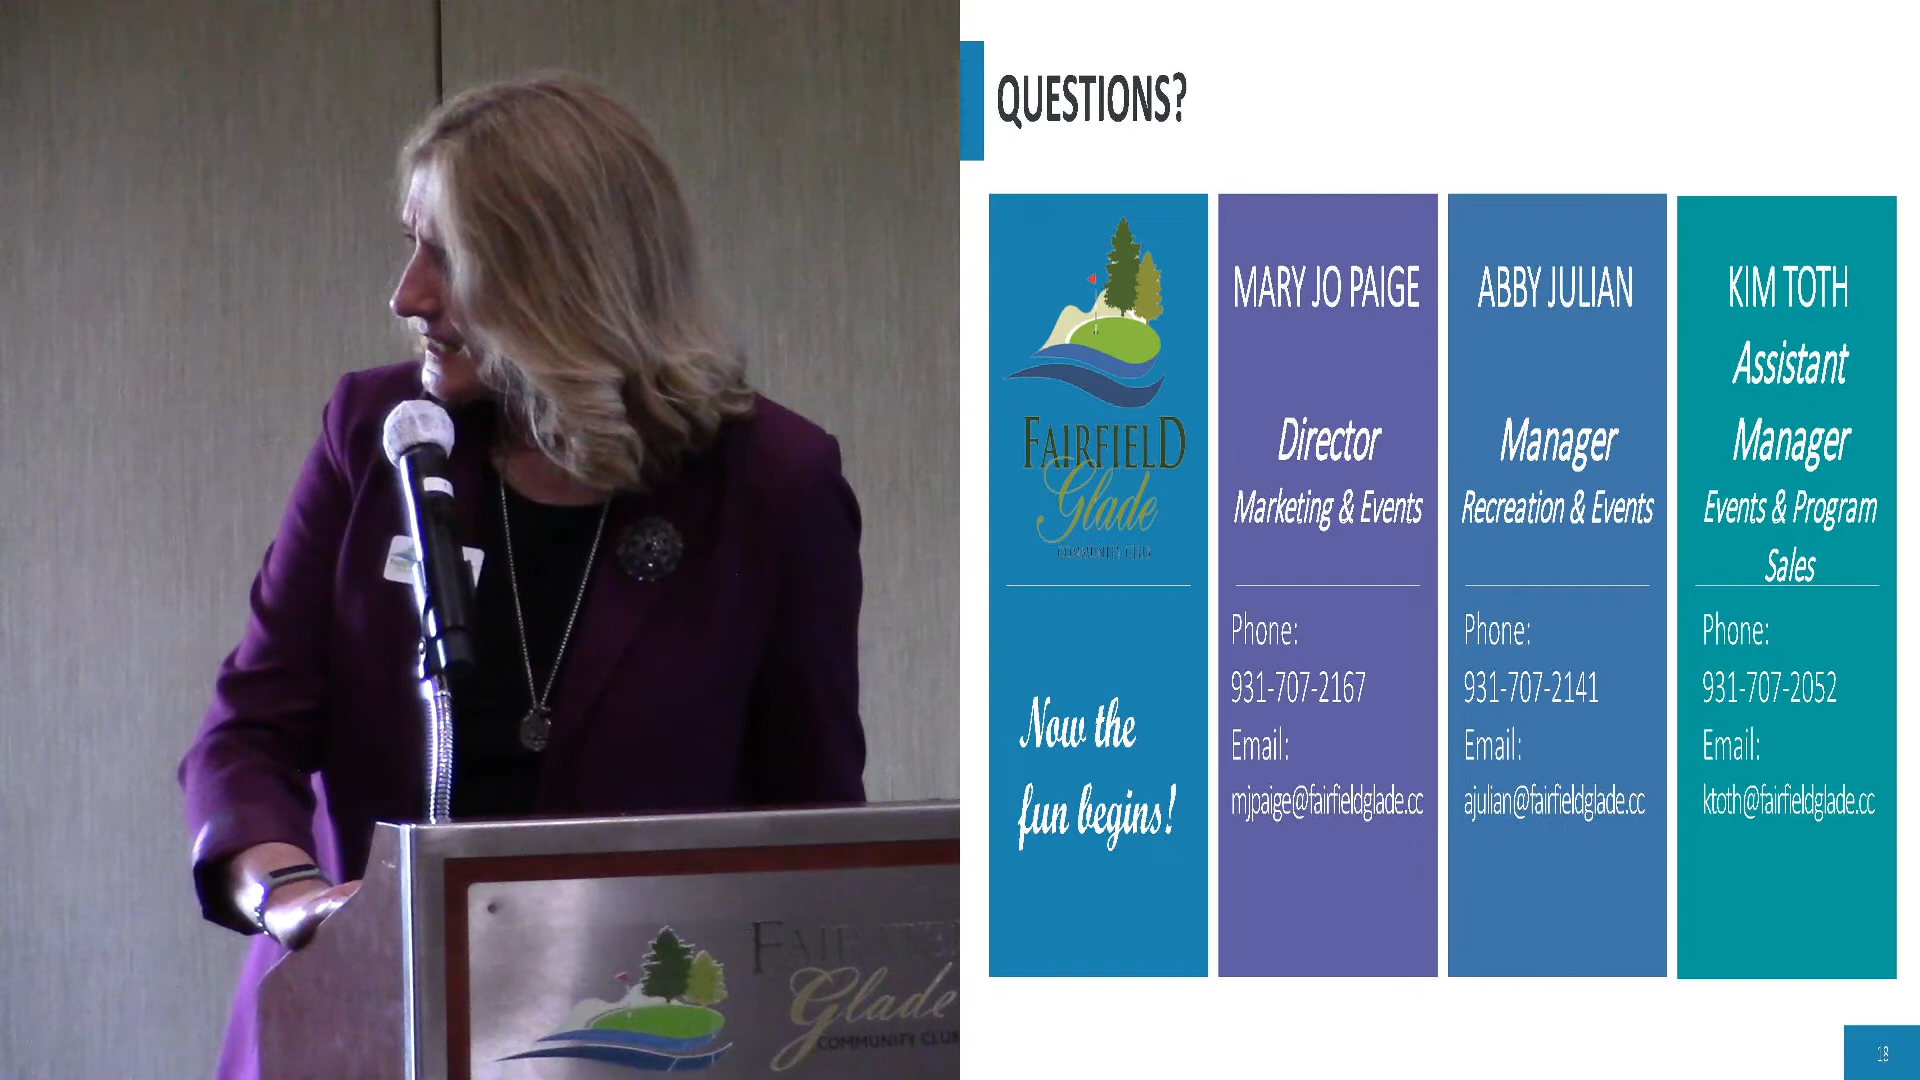 QUESTIONS?
FAIRFIELD
Glade
COMMUNITY CLUB
Now the
fun begins!
MARY JO PAIGE
Director
Marketing & Events
Phone:
931-707-2167
Email:
mjpaige@fairfieldglade.cc
ABBY JULIAN
Manager
Recreation & Events
Phone:
931-707-2141
Email:
ajulian@fairfieldglade.cc
KIM TOTH
Assistant
Manager
Events & Program
Sales
Phone:
931-707-2052
Email:
ktoth@fairfieldglade.cc
18
Glade
COMMUNITY CLUB